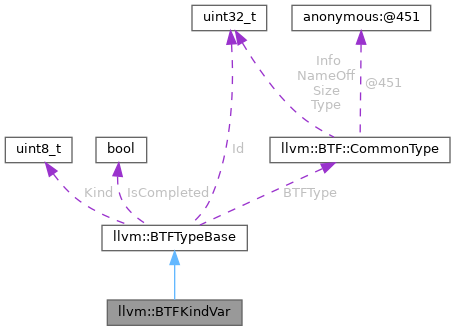 uint32_t
anonymous:@451
Info
NameOff
Size
Type
@451
uint8_t
bool
Id
llvm::BTF::CommonType
Kind
IsCompleted
BTFType
llvm::BTFTypeBase
llvm::BTFKindVar